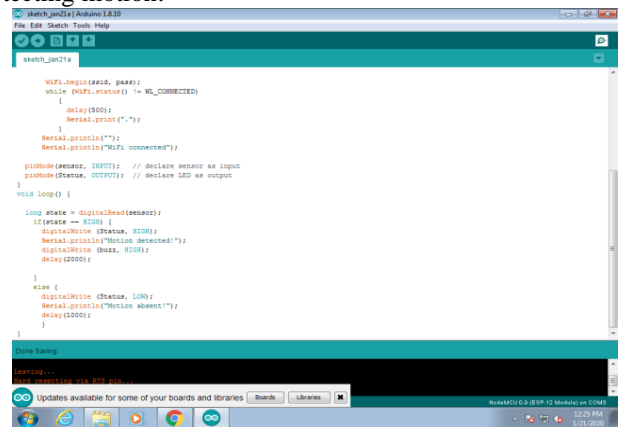 tecting motion.
sketch_jan21a | Arduino 1.8.10
File Edit Sketch Tools Help
sketch_jan21a
WiFi.begin(ssid, pass);
while (WiFi.status() != WL_CONNECTED)
{
delay(500);
Serial.print(".");
}
Serial.println("");
Serial.println("WiFi connected");
pinMode(sensor, INPUT);   // declare sensor as input
pinMode(Status, OUTPUT);  // declare LED as output
}
void loop() {
long state = digitalRead(sensor);
if(state == HIGH) {
digitalWrite (Status, HIGH);
Serial.println("Motion detected!");
digitalWrite (buzz, HIGH);
delay(2000);
}
else {
digitalWrite (Status, LOW);
Serial.println("Motion absent!");
delay(1000);
}
}
Done Saving.
Leaving...
Hard resetting via RTS pin...
Updates available for some of your boards and libraries Boards Libraries
NodeMCU 0.9 (ESP-12 Module) on COM3
12:25 PM
1/21/2020